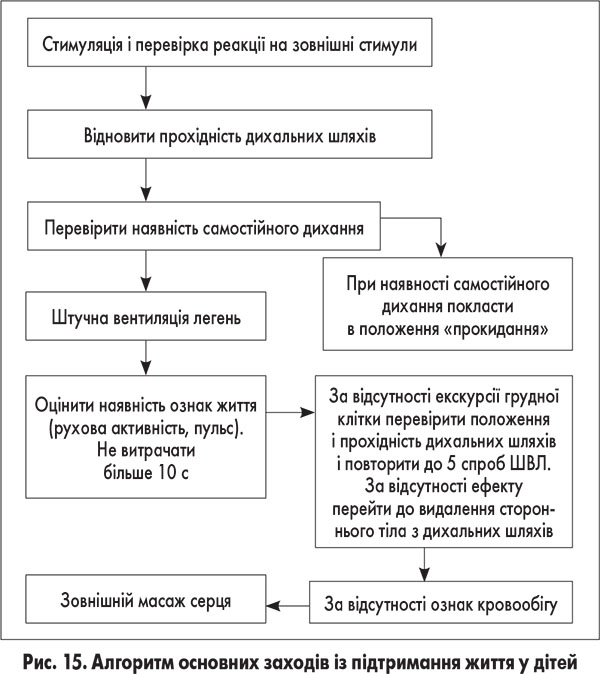 Стимуляція і перевірка реакції на зовнішні стимули
Відновити прохідність дихальних шляхів
Перевірити наявність самостійного дихання
При наявності самостійного
дихання покласти
в положення «прокидання»
Штучна вентиляція легень
Оцінити наявність ознак життя
(рухова активність, пульс).
Не витрачати
більше 10 с
За відсутності екскурсії грудної
клітки перевірити положення
і прохідність дихальних шляхів
і повторити до 5 спроб ШВЛ.
За відсутності ефекту
перейти до видалення сторон-
нього тіла з дихальних шляхів
За відсутності ознак кровообігу
Зовнішній масаж серця
Рис. 15. Алгоритм основних заходів із підтримання життя у дітей